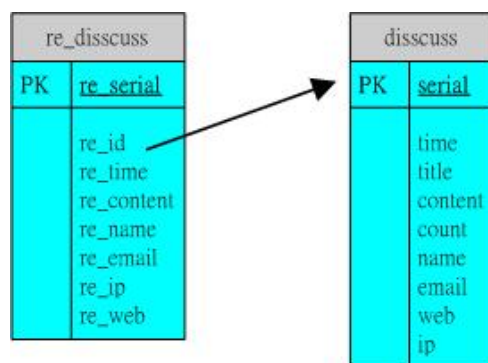 re_disscuss
PK re_serial
re_id
re_time
re_content
re_name
re_email
re_ip
re_web
disscuss
PK serial
time
title
content
count
name
email
web
ip